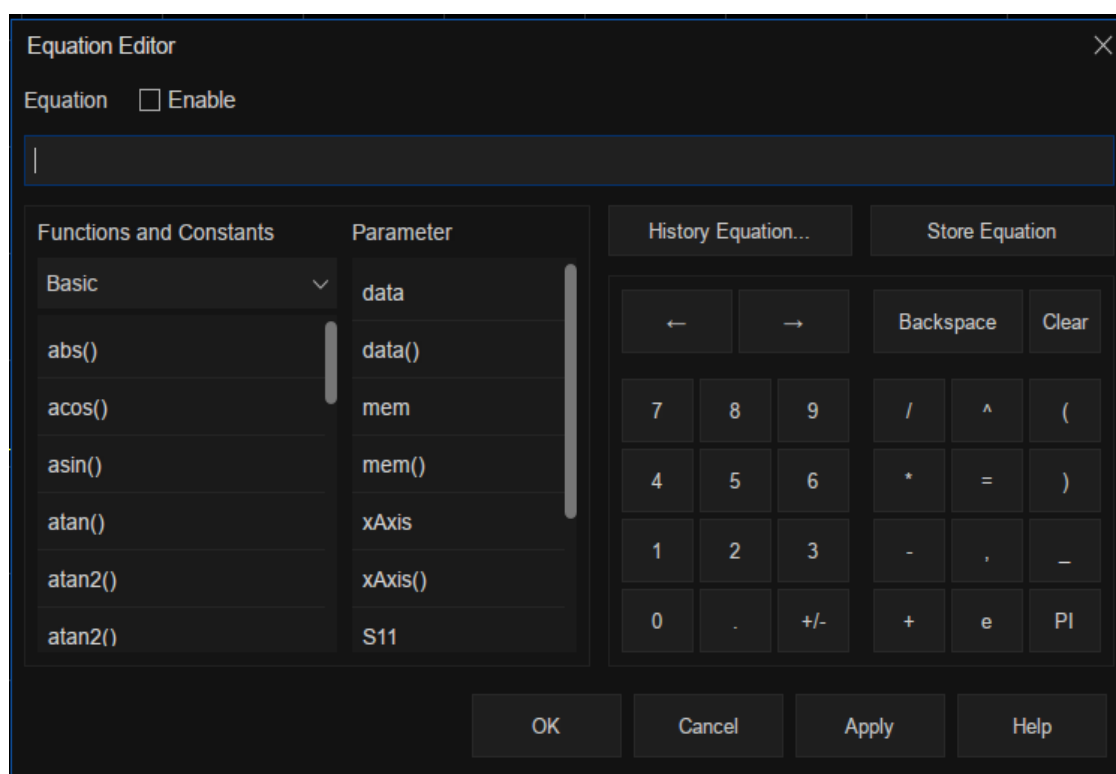 Equation Editor
Equation Enable
Functions and Constants
Basic
abs()
acos()
asin()
atan()
atan2()
atan2()
Parameter
data
data()
mem
mem()
xAxis
xAxis()
S11
History Equation... Store Equation
← → Backspace Clear
7 8 9 / ^ (
4 5 6 * = )
1 2 3 - , _
0 . +/- + e PI
OK Cancel Apply Help